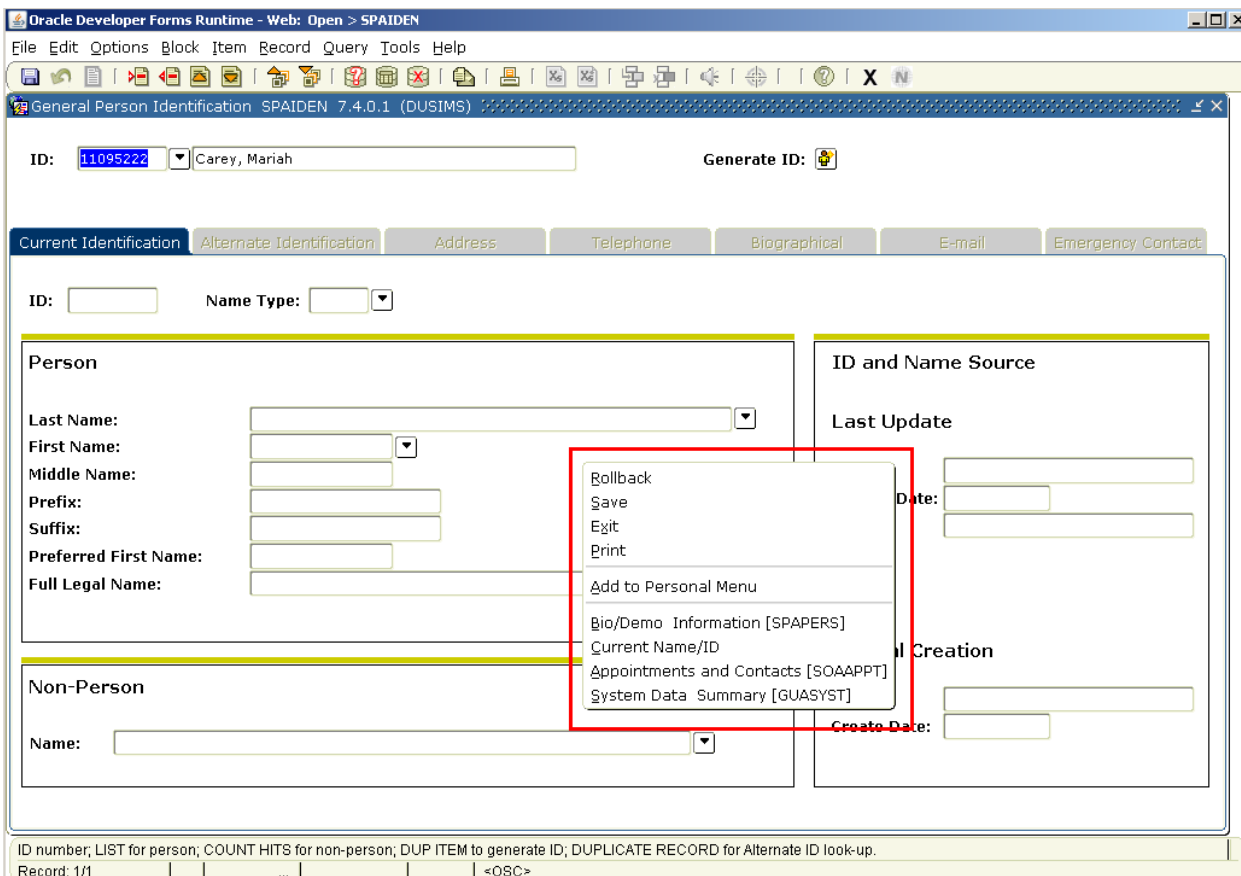 Oracle Developer Forms Runtime - Web: Open > SPAIDEN
File Edit Options Block Item Record Query Tools Help
General Person Identification SPAIDEN 7.4.0.1 (DUSIMS)
ID: 11095222 Carey, Mariah Generate ID:
Current Identification Alternate Identification Address Telephone Biographical E-mail Emergency Contact
ID: Name Type:
Person
Last Name:
First Name:
Middle Name:
Prefix:
Suffix:
Preferred First Name:
Full Legal Name:
Non-Person
Name:
Rollback
Save
Exit
Print
Add to Personal Menu
Bio/Demo Information [SPAPERS]
Current Name/ID
Appointments and Contacts [SOAAPPT]
System Data Summary [GUASYST]
ID and Name Source
Last Update
Date:
Creation
Create Date:
ID number; LIST for person; COUNT HITS for non-person; DUP ITEM to generate ID; DUPLICATE RECORD for Alternate ID look-up.
Record: 1/1 ... <OSC>